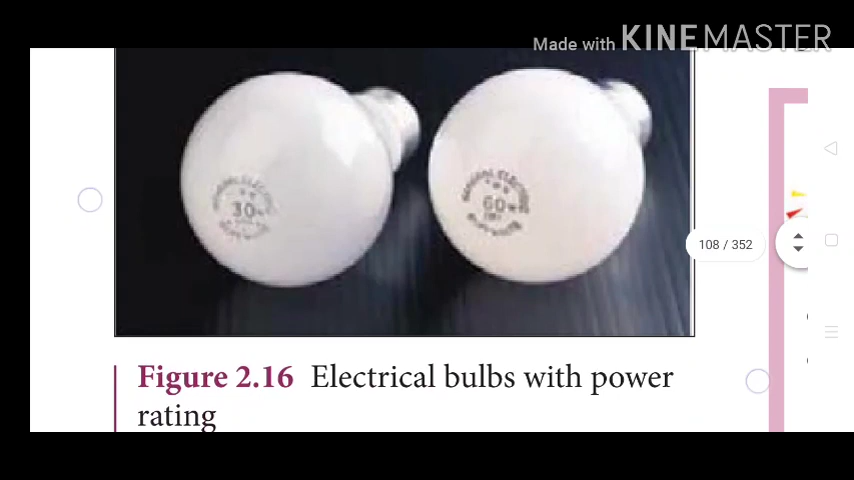 Made with KINEMASTER
30
60
108 / 352
Figure 2.16 Electrical bulbs with power
rating